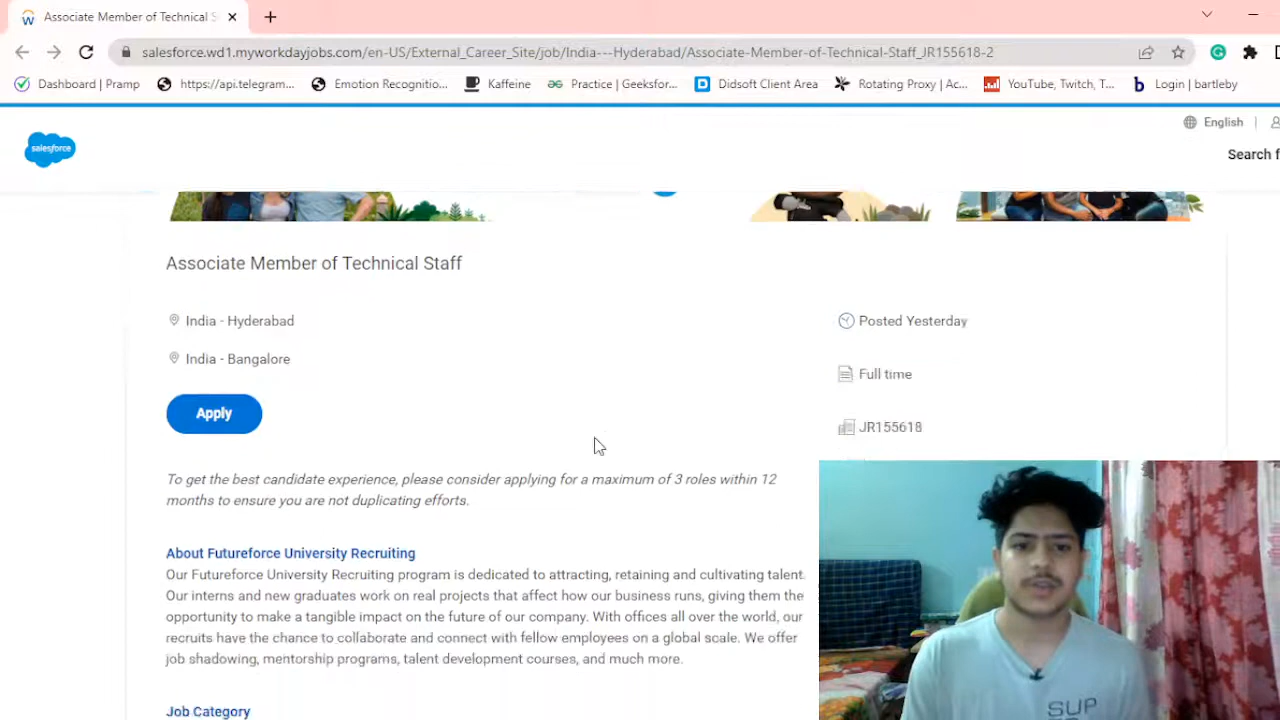 Associate Member of Technical S
salesforce.wd1.myworkdayjobs.com/en-US/External_Career_Site/job/India---Hyderabad/Associate-Member-of-Technical-Staff_JR155618-2
Dashboard | Pramp
https://api.telegram...
Emotion Recognitio...
Kaffeine
Practice | Geeksfor...
Didsoft Client Area
Rotating Proxy | Ac...
YouTube, Twitch, T...
Login | bartleby
English
salesforce
Search f
Associate Member of Technical Staff
India - Hyderabad
Posted Yesterday
India - Bangalore
Full time
Apply
JR155618
To get the best candidate experience, please consider applying for a maximum of 3 roles within 12
months to ensure you are not duplicating efforts.
About Futureforce University Recruiting
Our Futureforce University Recruiting program is dedicated to attracting, retaining and cultivating talent.
Our interns and new graduates work on real projects that affect how our business runs, giving them the
opportunity to make a tangible impact on the future of our company. With offices all over the world, our
recruits have the chance to collaborate and connect with fellow employees on a global scale. We offer
job shadowing, mentorship programs, talent development courses, and much more.
Job Category
SUP